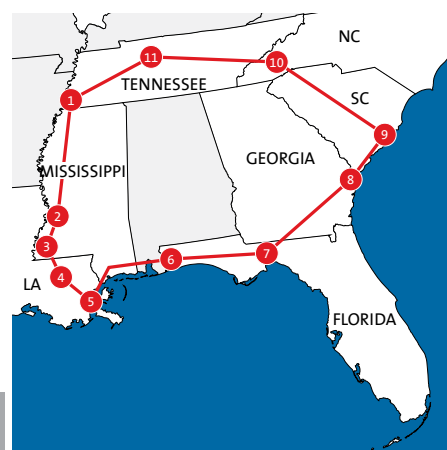 NC
11
10
TENNESSEE
1
SC
9
GEORGIA
MISSISSIPPI
8
2
3
7
6
4
LA
5
FLORIDA